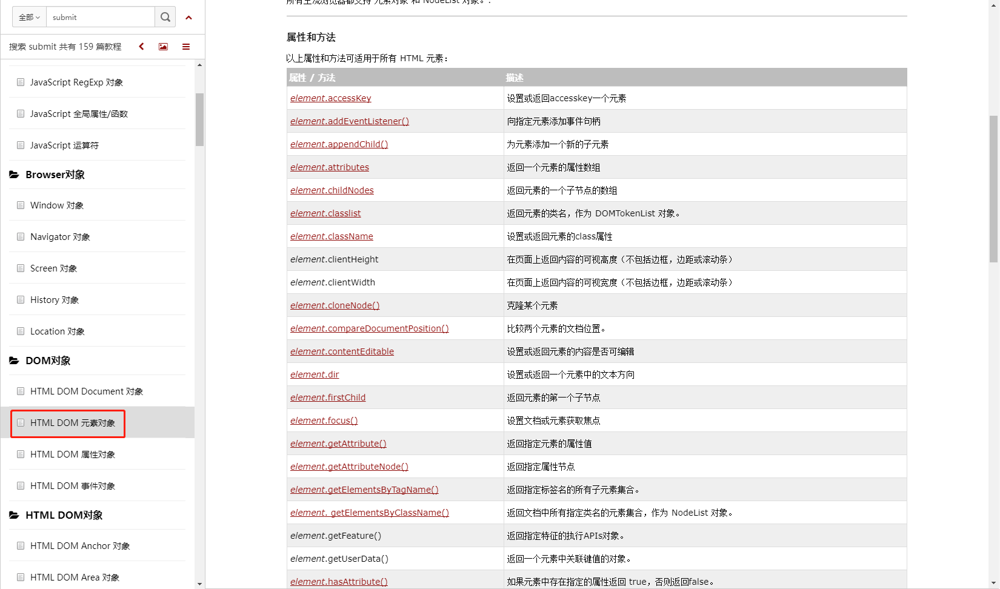 全部
submit
搜索 submit 共有 159 篇教程
JavaScript RegExp 对象
JavaScript 全局属性/函数
JavaScript 运算符
Browser对象
Window 对象
Navigator 对象
Screen 对象
History 对象
Location 对象
DOM对象
HTML DOM Document 对象
HTML DOM 元素对象
HTML DOM 属性对象
HTML DOM 事件对象
HTML DOM对象
HTML DOM Anchor 对象
HTML DOM Area 对象
所有主流浏览器都支持 元素对象 和 NodeList 对象。.
属性和方法
以上属性和方法可适用于所有 HTML 元素：
属性 / 方法 描述
element.accessKey 设置或返回accesskey一个元素
element.addEventListener() 向指定元素添加事件句柄
element.appendChild() 为元素添加一个新的子元素
element.attributes 返回一个元素的属性数组
element.childNodes 返回元素的一个子节点的数组
element.classlist 返回元素的类名，作为 DOMTokenList 对象。
element.className 设置或返回元素的class属性
element.clientHeight 在页面上返回内容的可视高度（不包括边框，边距或滚动条）
element.clientWidth 在页面上返回内容的可视宽度（不包括边框，边距或滚动条）
element.cloneNode() 克隆某个元素
element.compareDocumentPosition() 比较两个元素的文档位置。
element.contentEditable 设置或返回元素的内容是否可编辑
element.dir 设置或返回一个元素中的文本方向
element.firstChild 返回元素的第一个子节点
element.focus() 设置文档或元素获取焦点
element.getAttribute() 返回指定元素的属性值
element.getAttributeNode() 返回指定属性节点
element.getElementsByTagName() 返回指定标签名的所有子元素集合。
element. getElementsByClassName() 返回文档中所有指定类名的元素集合，作为 NodeList 对象。
element.getFeature() 返回指定特征的执行APIs对象。
element.getUserData() 返回一个元素中关联键值的对象。
element.hasAttribute() 如果元素中存在指定的属性返回 true，否则返回false。